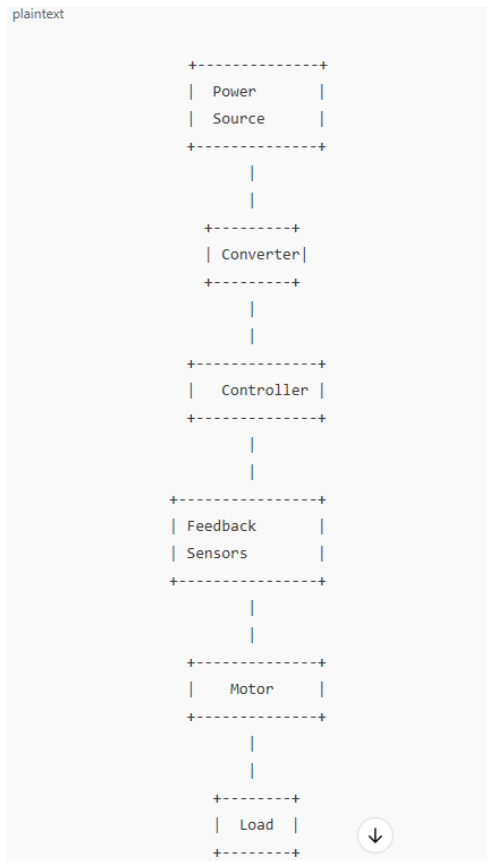 plaintext
+--------------+
|  Power       |
|  Source      |
+--------------+
|
|
+---------+
| Converter|
+---------+
|
|
+--------------+
|   Controller |
+--------------+
|
|
+----------------+
| Feedback       |
| Sensors        |
+----------------+
|
|
+--------------+
|    Motor     |
+--------------+
|
|
+--------+
|  Load  |
+--------+